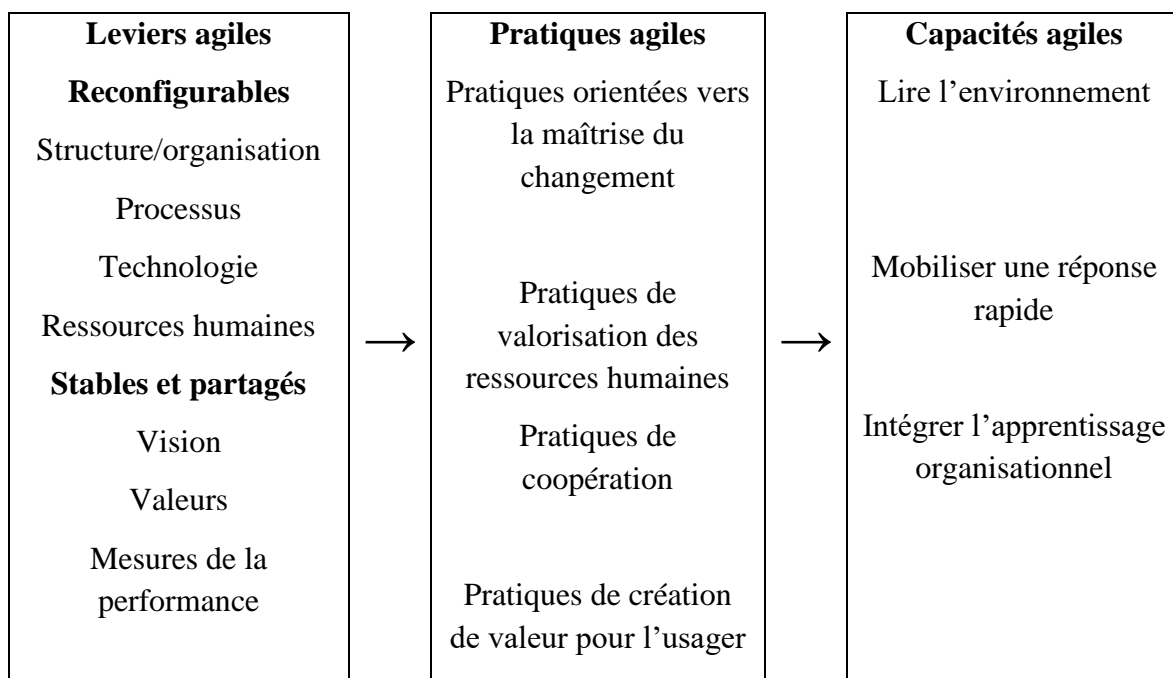 Leviers agiles
Reconfigurables
Structure/organisation
Processus
Technologie
Ressources humaines
Stables et partagés
Vision
Valeurs
Mesures de la
performance
→
Pratiques agiles
Pratiques orientées vers
la maîtrise du
changement
Pratiques de
valorisation des
ressources humaines
Pratiques de
coopération
Pratiques de création
de valeur pour l’usager
→
Capacités agiles
Lire l’environnement
Mobiliser une réponse
rapide
Intégrer l’apprentissage
organisationnel